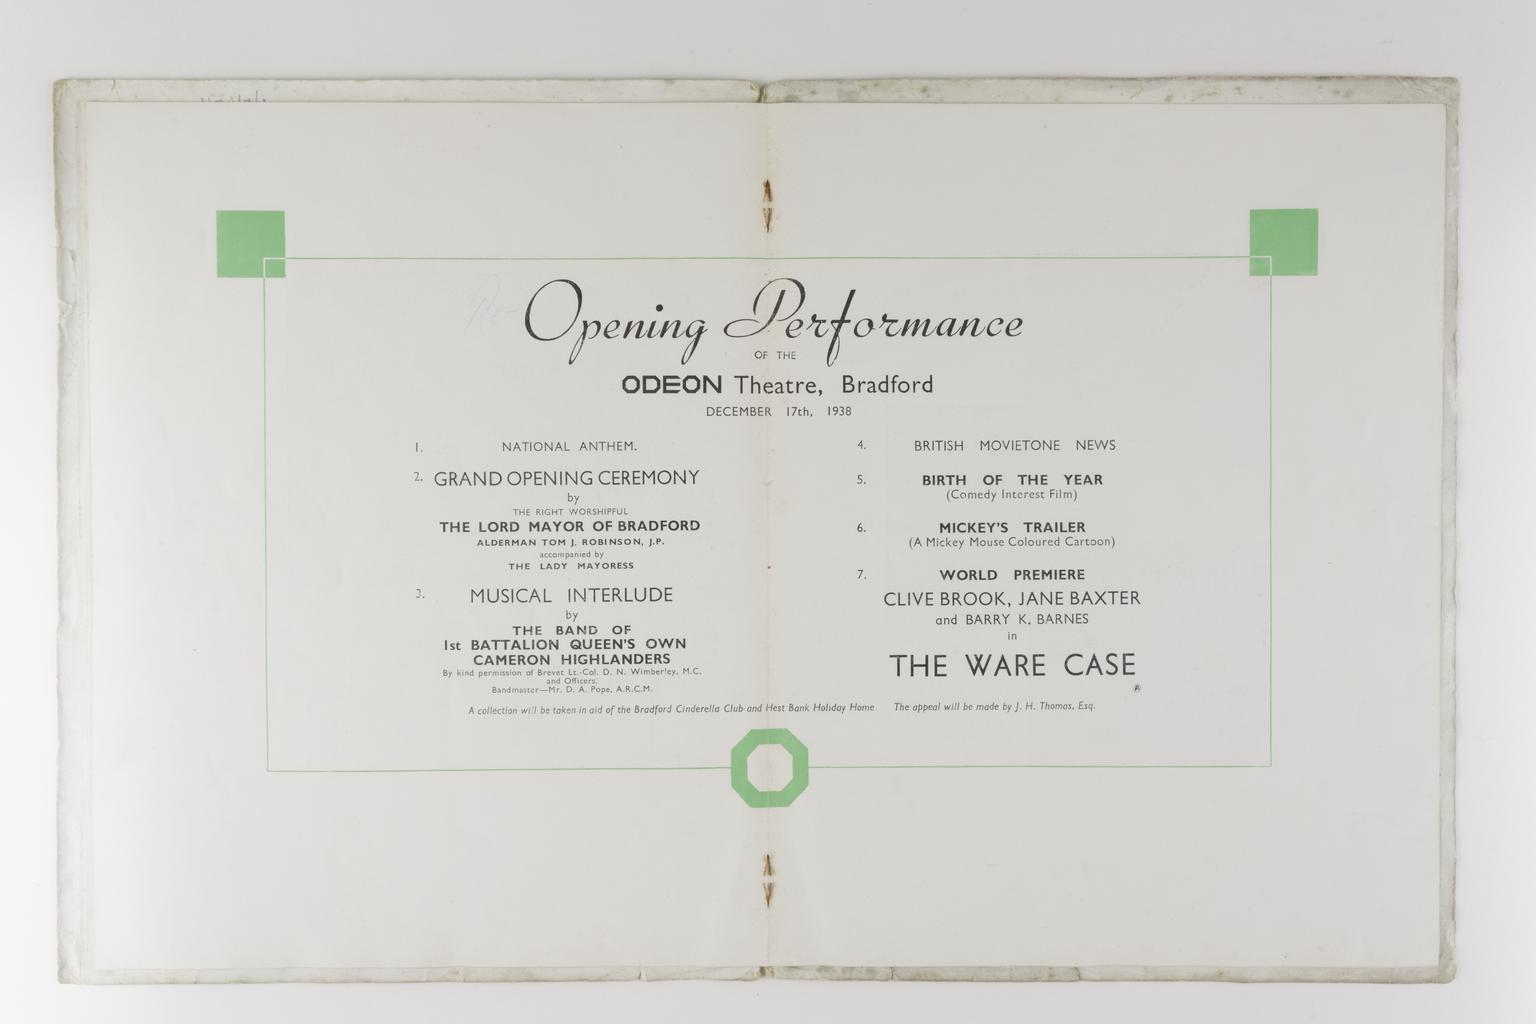 Opening Performance
OF THE
ODEON Theatre, Bradford
DECEMBER 17th, 1938
1. NATIONAL ANTHEM.
2. GRAND OPENING CEREMONY
by
THE RIGHT WORSHIPFUL
THE LORD MAYOR OF BRADFORD
ALDERMAN TOM J. ROBINSON, J.P.
accompanied by
THE LADY MAYORESS
3. MUSICAL INTERLUDE
by
THE BAND OF
1st BATTALION QUEEN'S OWN
CAMERON HIGHLANDERS
By kind permission of Brevet Lt.-Col. D. N. Wimberley, M.C.
and Officers.
Bandmaster—Mr. D. A. Pope, A.R.C.M.
4. BRITISH MOVIETONE NEWS
5. BIRTH OF THE YEAR
(Comedy Interest Film)
6. MICKEY'S TRAILER
(A Mickey Mouse Coloured Cartoon)
7. WORLD PREMIERE
CLIVE BROOK, JANE BAXTER
and BARRY K. BARNES
in
THE WARE CASE
A collection will be taken in aid of the Bradford Cinderella Club and Hest Bank Holiday Home. The appeal will be made by J. H. Thomas, Esq.